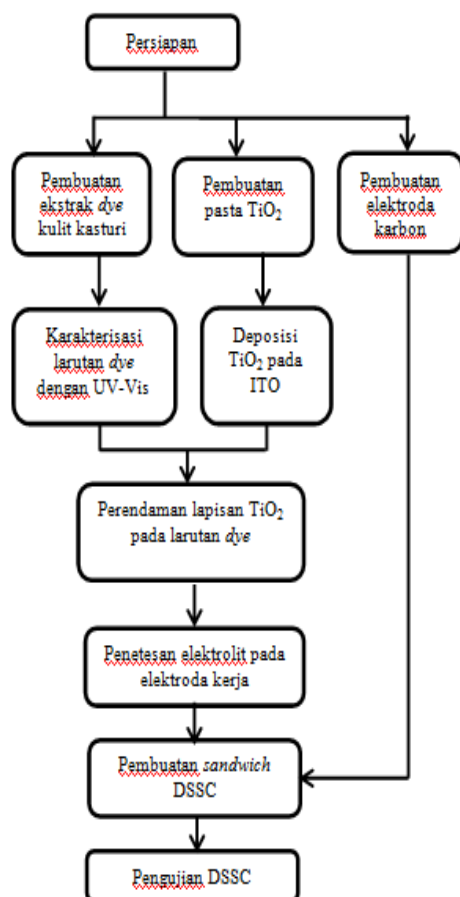 Persiapan
Pembuatan
ekstrak dye
kulit kasturi
Pembuatan
pasta TiO₂
Pembuatan
elektroda
karbon
Karakterisasi
larutan dye
dengan UV-Vis
Deposisi
TiO₂ pada
ITO
Perendaman lapisan TiO₂
pada larutan dye
Penetesan elektrolit pada
elektroda kerja
Pembuatan sandwich
DSSC
Pengujian DSSC